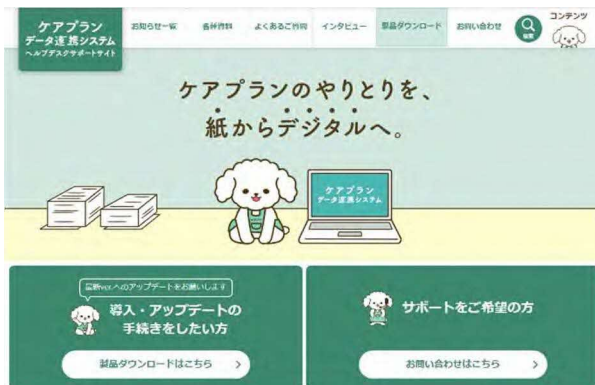 ケアプラン
データ連携システム
ヘルプデスクサポートサイト
お知らせ一覧
各種資料
よくあるご質問
インタビュー
製品ダウンロード
お問い合わせ
検索
コンテンツ
ケアプランのやりとりを、
紙からデジタルへ。
ケアプラン
データ連携システム
最新ver.へのアップデートをお願いします
導入・アップデートの
手続きをしたい方
製品ダウンロードはこちら
サポートをご希望の方
お問い合わせはこちら